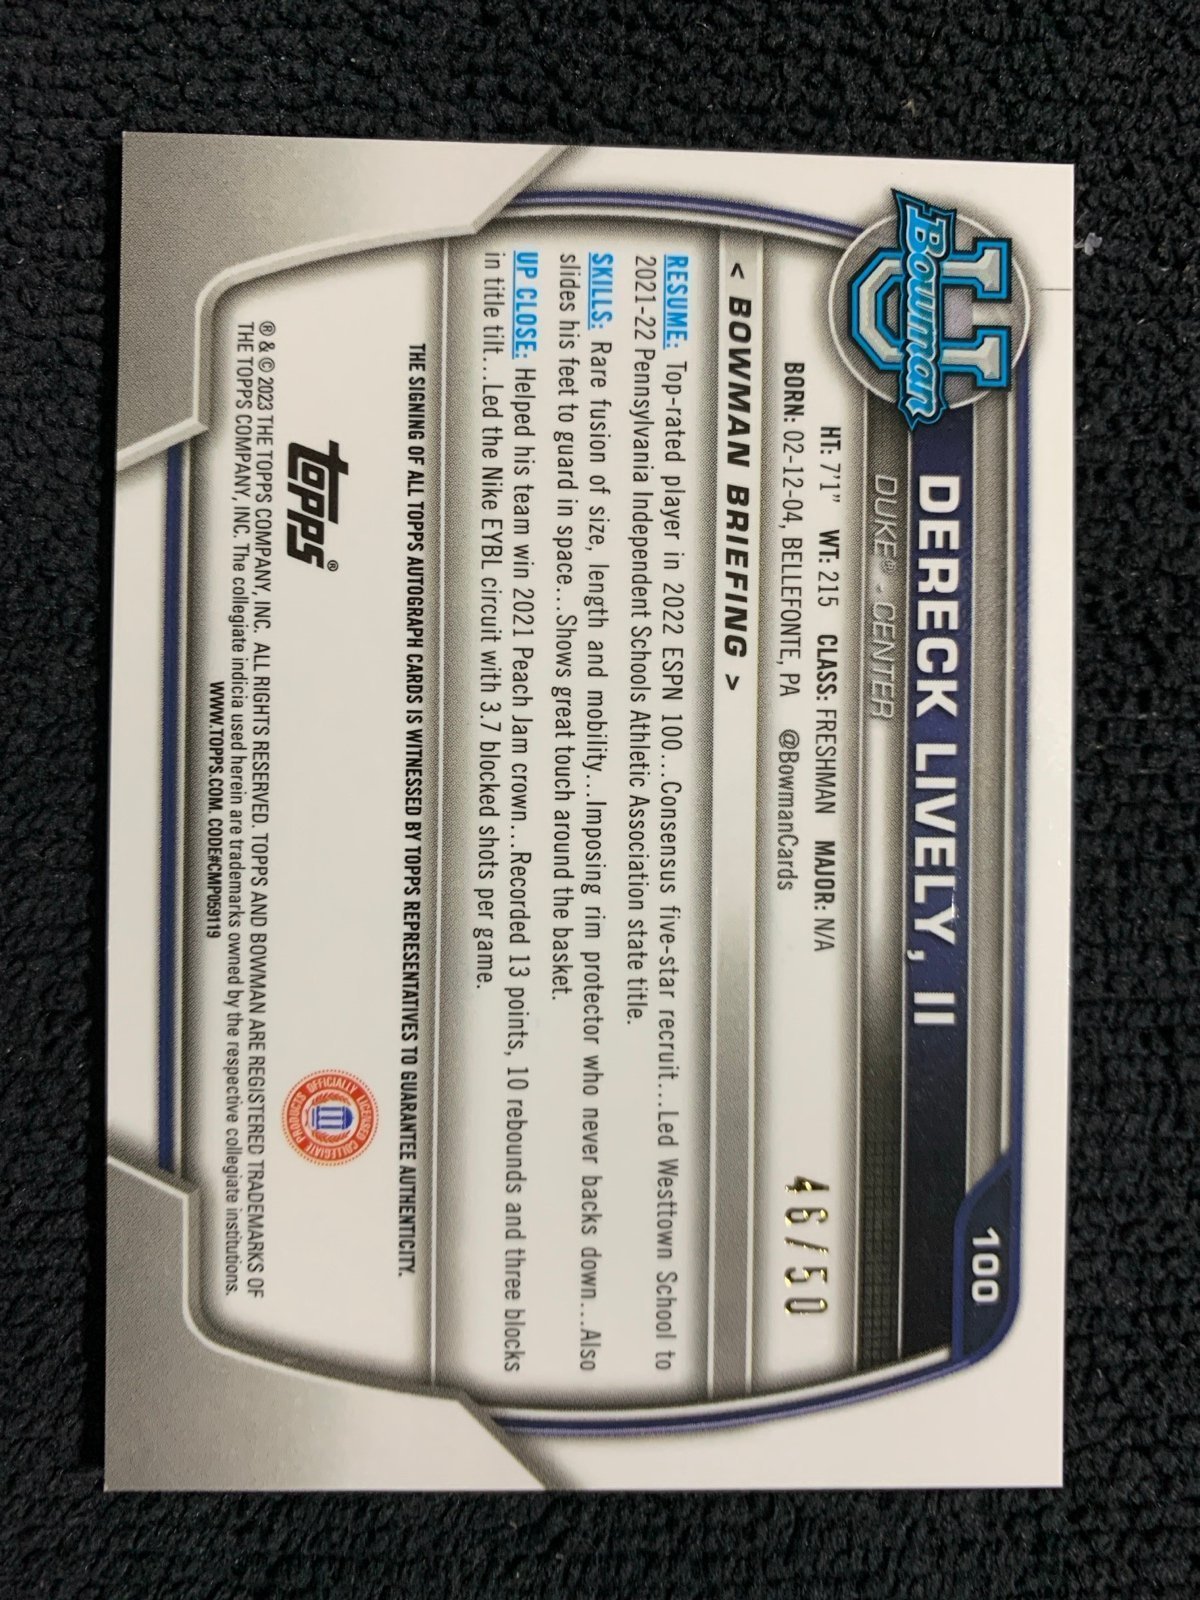 U
Bowman
100
DERECK LIVELY, II
DUKE® - CENTER
HT: 7'1" WT: 215 CLASS: FRESHMAN MAJOR: N/A
BORN: 02-12-04, BELLEFONTE, PA @BowmanCards
46/50
< BOWMAN BRIEFING >
RESUME: Top-rated player in 2022 ESPN 100...Consensus five-star recruit...Led Westtown School to
2021-22 Pennsylvania Independent Schools Athletic Association state title.
SKILLS: Rare fusion of size, length and mobility...Imposing rim protector who never backs down...Also
slides his feet to guard in space...Shows great touch around the basket.
UP CLOSE: Helped his team win 2021 Peach Jam crown...Recorded 13 points, 10 rebounds and three blocks
in title tilt...Led the Nike EYBL circuit with 3.7 blocked shots per game.
THE SIGNING OF ALL TOPPS AUTOGRAPH CARDS IS WITNESSED BY TOPPS REPRESENTATIVES TO GUARANTEE AUTHENTICITY.
topps®
OFFICIALLY LICENSED COLLEGIATE PRODUCTS
® & © 2023 THE TOPPS COMPANY, INC. ALL RIGHTS RESERVED. TOPPS AND BOWMAN ARE REGISTERED TRADEMARKS OF
THE TOPPS COMPANY, INC. The collegiate indicia used herein are trademarks owned by the respective collegiate institutions.
WWW.TOPPS.COM. CODE#CMP059119